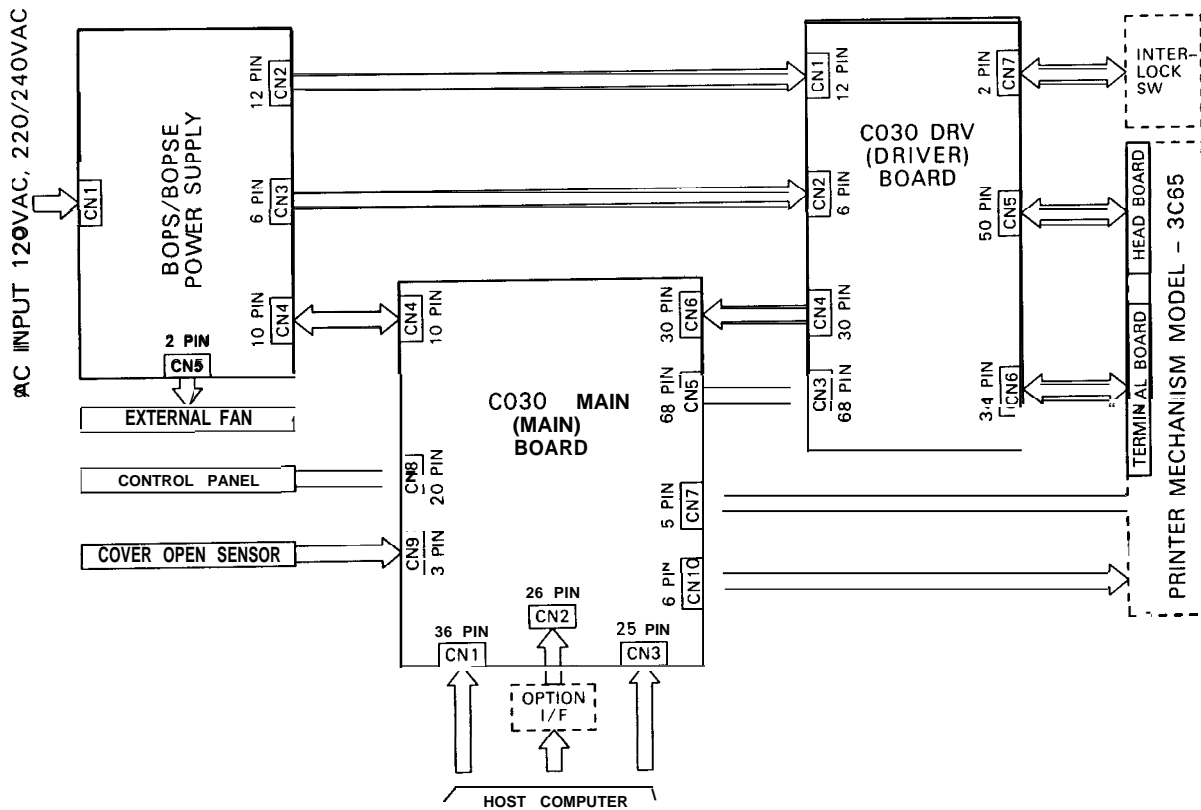 AC INPUT 120VAC, 220/240VAC
CN1
BOPS/BOPSE
POWER SUPPLY
12 PIN
CN2
6 PIN
CN3
10 PIN
CN4
2 PIN
CN5
EXTERNAL FAN
CONTROL PANEL
COVER OPEN SENSOR
CN1
12 PIN
CN2
6 PIN
CN4
30 PIN
CN3
68 PIN
C030 DRV
(DRIVER)
BOARD
2 PIN
CN7
50 PIN
CN5
34 PIN
CN6
INTER-
LOCK
SW
HEAD BOARD
TERMINAL BOARD
PRINTER MECHANISM MODEL - 3C65
CN4
10 PIN
30 PIN
CN6
68 PIN
CN5
C030 MAIN
(MAIN)
BOARD
CN8
20 PIN
CN9
3 PIN
5 PIN
CN7
6 PIN
CN10
36 PIN
CN1
26 PIN
CN2
25 PIN
CN3
OPTION
I/F
HOST COMPUTER